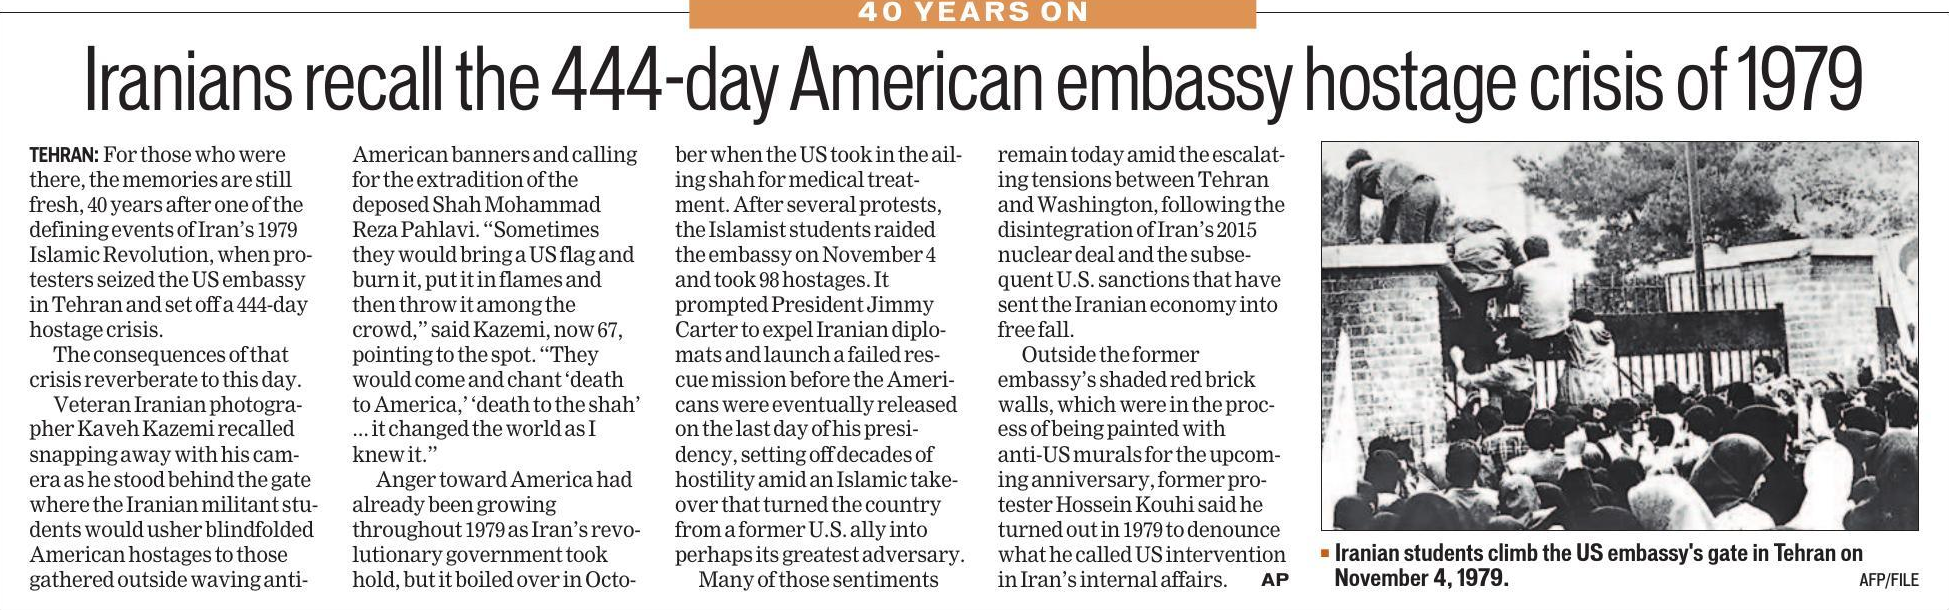 40 YEARS ON
Iranians recall the 444-day American embassy hostage crisis of 1979
TEHRAN: For those who were
there, the memories are still
fresh, 40 years after one of the
defining events of Iran's 1979
Islamic Revolution, when pro-
testers seized the US embassy
in Tehran and set off a 444-day
hostage crisis.
The consequences of that
crisis reverberate to this day.
Veteran Iranian photogra-
pher Kaveh Kazemi recalled
snapping away with his cam-
era as he stood behind the gate
where the Iranian militant stu-
dents would usher blindfolded
American hostages to those
gathered outside waving anti-
American banners and calling
for the extradition of the
deposed Shah Mohammad
Reza Pahlavi. “Sometimes
they would bring a US flag and
burn it, put it in flames and
then throw it among the
crowd,” said Kazemi, now 67,
pointing to the spot. “They
would come and chant ‘death
to America,’ ‘death to the shah’
... it changed the world as I
knew it.”
Anger toward America had
already been growing
throughout 1979 as Iran's revo-
lutionary government took
hold, but it boiled over in Octo-
ber when the US took in the ail-
ing shah for medical treat-
ment. After several protests,
the Islamist students raided
the embassy on November 4
and took 98 hostages. It
prompted President Jimmy
Carter to expel Iranian diplo-
mats and launch a failed res-
cue mission before the Ameri-
cans were eventually released
on the last day of his presi-
dency, setting off decades of
hostility amid an Islamic take-
over that turned the country
from a former U.S. ally into
perhaps its greatest adversary.
Many of those sentiments
remain today amid the escalat-
ing tensions between Tehran
and Washington, following the
disintegration of Iran's 2015
nuclear deal and the subse-
quent U.S. sanctions that have
sent the Iranian economy into
free fall.
Outside the former
embassy's shaded red brick
walls, which were in the proc-
ess of being painted with
anti-US murals for the upcom-
ing anniversary, former pro-
tester Hossein Kouhi said he
turned out in 1979 to denounce
what he called US intervention
in Iran's internal affairs. AP
Iranian students climb the US embassy's gate in Tehran on
November 4, 1979. AFP/FILE